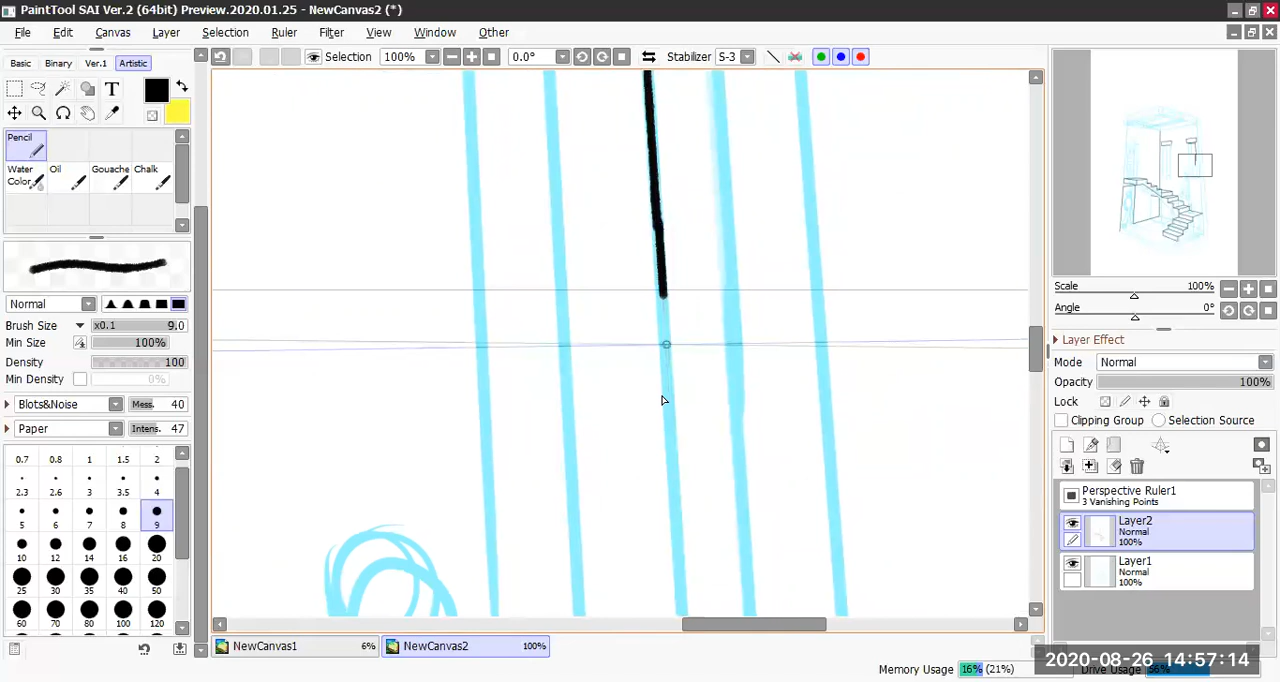 PaintTool SAI Ver.2 (64bit) Preview.2020.01.25 - NewCanvas2 (*)
File Edit Canvas Layer Selection Filter Ruler View Window Other
Basic Binary Ver.1 Artistic
Selection 100% 0.0° Stabilizer S-3
T
Pencil
Water Color Oil Gouache Chalk
Normal
Brush Size x0.1 9.0
Min Size 100%
Density 100
Min Density 0%
Blots&Noise Mess. 40
Paper Intens. 47
0.7 0.8 1 1.5 2
2.3 2.6 3 3.5 4
5 6 7 8 9
10 12 14 16 20
25 30 35 40 50
60 70 80 100 120
Scale 100%
Angle 0°
Layer Effect
Mode Normal
Opacity 100%
Lock
Clipping Group Selection Source
Perspective Ruler1
3 Vanishing Points
Layer2
Normal
100%
Layer1
Normal
100%
NewCanvas1 6% NewCanvas2 100%
Memory Usage 16% (21%) Drive Usage 56%
2020-08-26 14:57:14